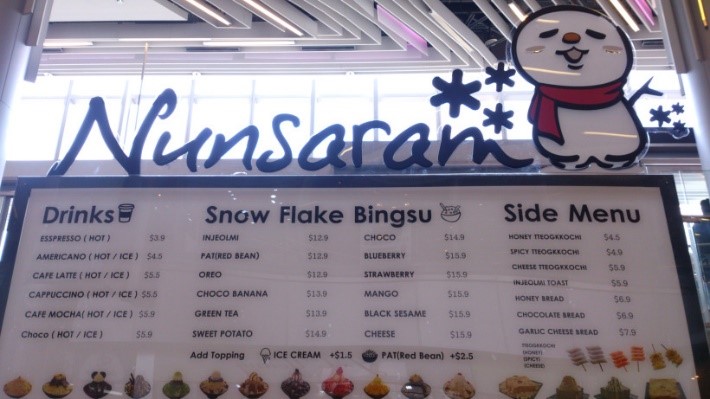 Nunsaram
Drinks
ESSPRESSO ( HOT ) $3.9
AMERICANO ( HOT / ICE ) $4.5
CAFE LATTE ( HOT / ICE ) $5.5
CAPPUCCINO ( HOT / ICE ) $5.5
CAFE MOCHA( HOT / ICE) $5.9
Choco ( HOT / ICE ) $5.9
Snow Flake Bingsu
INJEOLMI $12.9
PAT(RED BEAN) $12.9
OREO $12.9
CHOCO BANANA $13.9
GREEN TEA $13.9
SWEET POTATO $14.9
CHOCO $14.9
BLUEBERRY $15.9
STRAWBERRY $15.9
MANGO $15.9
BLACK SESAME $15.9
CHEESE $15.9
Add Topping ICE CREAM +$1.5 PAT(Red Bean) +$2.5
Side Menu
HONEY TTEOGKKOCHI $4.5
SPICY TTEOGKKOCHI $4.9
CHEESE TTEOGKKOCHI $5.9
INJEOLMI TOAST $5.9
HONEY BREAD $6.9
CHOCOLATE BREAD $6.9
GARLIC CHEESE BREAD $7.9
(HONEY)
(SPICY)
(CHEESE)